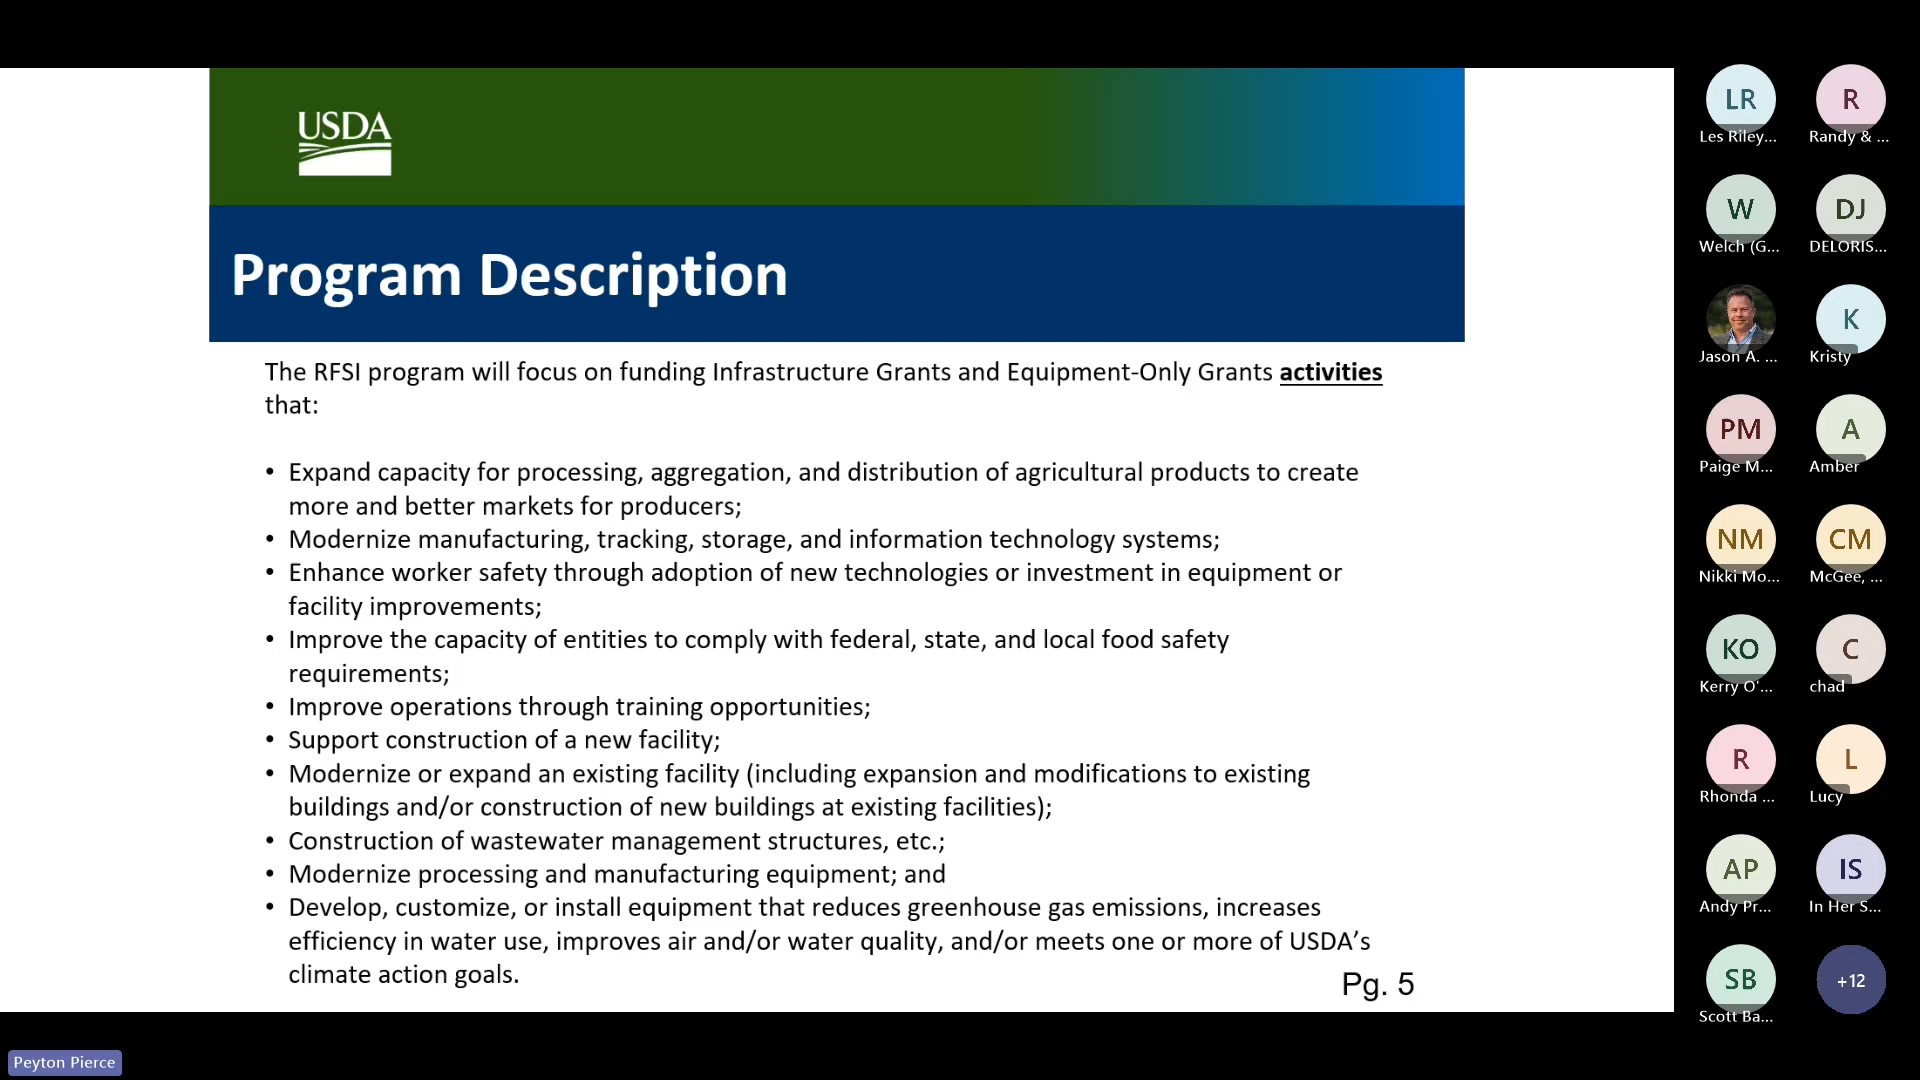 USDA
Program Description
The RFSI program will focus on funding Infrastructure Grants and Equipment-Only Grants activities
that:
• Expand capacity for processing, aggregation, and distribution of agricultural products to create
more and better markets for producers;
• Modernize manufacturing, tracking, storage, and information technology systems;
• Enhance worker safety through adoption of new technologies or investment in equipment or
facility improvements;
• Improve the capacity of entities to comply with federal, state, and local food safety
requirements;
• Improve operations through training opportunities;
• Support construction of a new facility;
• Modernize or expand an existing facility (including expansion and modifications to existing
buildings and/or construction of new buildings at existing facilities);
• Construction of wastewater management structures, etc.;
• Modernize processing and manufacturing equipment; and
• Develop, customize, or install equipment that reduces greenhouse gas emissions, increases
efficiency in water use, improves air and/or water quality, and/or meets one or more of USDA’s
climate action goals.
Pg. 5
LR R
Les Riley... Randy & ...
W DJ
Welch (G... DELORIS...
Jason A. ... Kristy
K
PM A
Paige M... Amber
NM CM
Nikki Mo... McGee, ...
KO C
Kerry O'... chad
R L
Rhonda ... Lucy
AP IS
Andy Pr... In Her S...
SB +12
Scott Ba...
Peyton Pierce